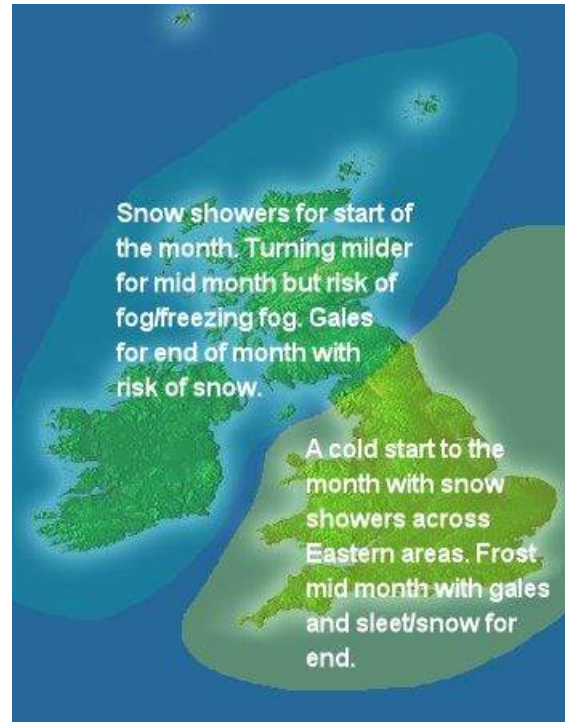 Snow showers for start of
the month. Turning milder
for mid month but risk of
fog/freezing fog. Gales
for end of month with
risk of snow.
A cold start to the
month with snow
showers across
Eastern areas. Frost
mid month with gales
and sleet/snow for
end.